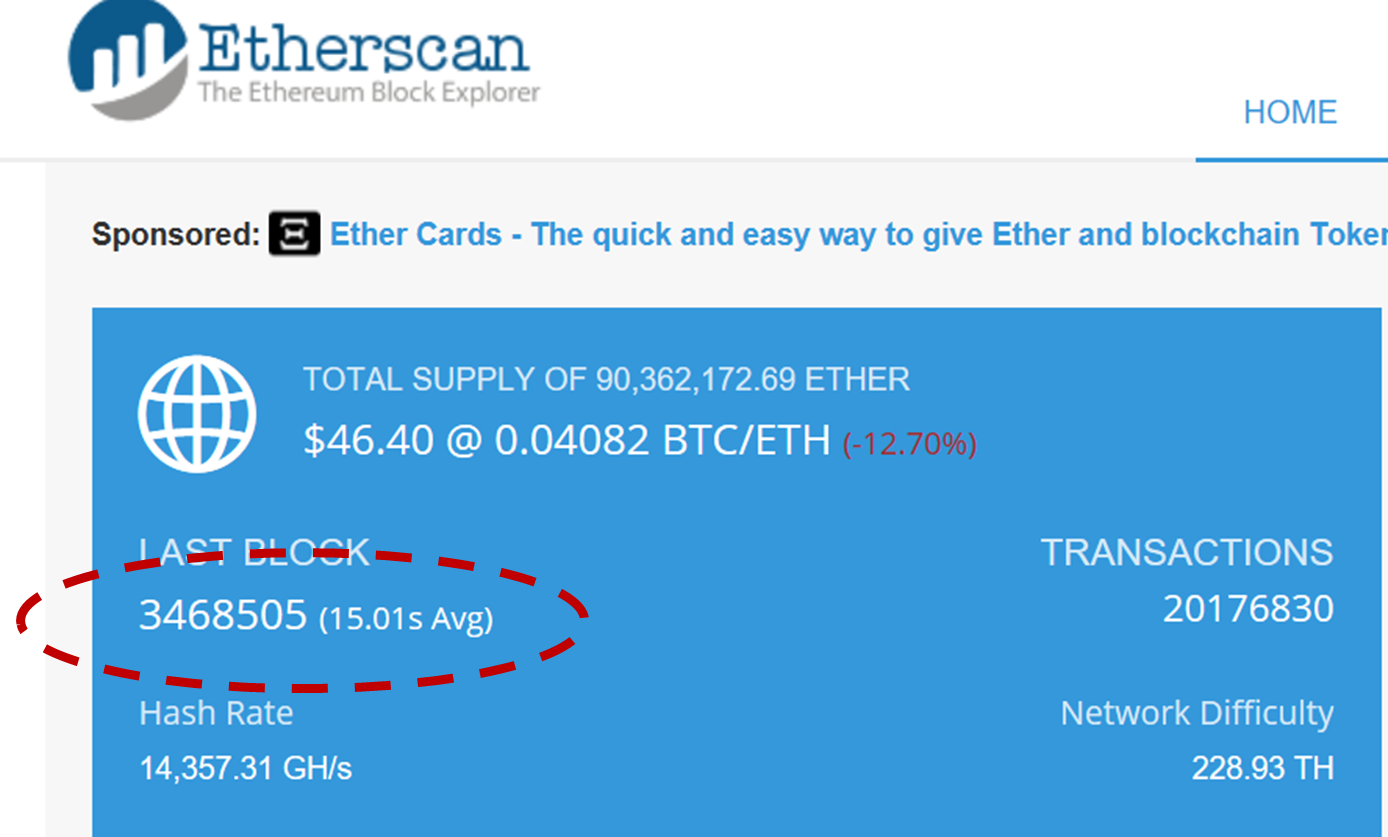 Etherscan
The Ethereum Block Explorer
HOME
Sponsored: Ether Cards - The quick and easy way to give Ether and blockchain
TOTAL SUPPLY OF 90,362,172.69 ETHER
$46.40 @ 0.04082 BTC/ETH (-12.70%)
LAST BLOCK
3468505 (15.01s Avg)
TRANSACTIONS
20176830
Hash Rate
14,357.31 GH/s
Network Difficulty
228.93 TH